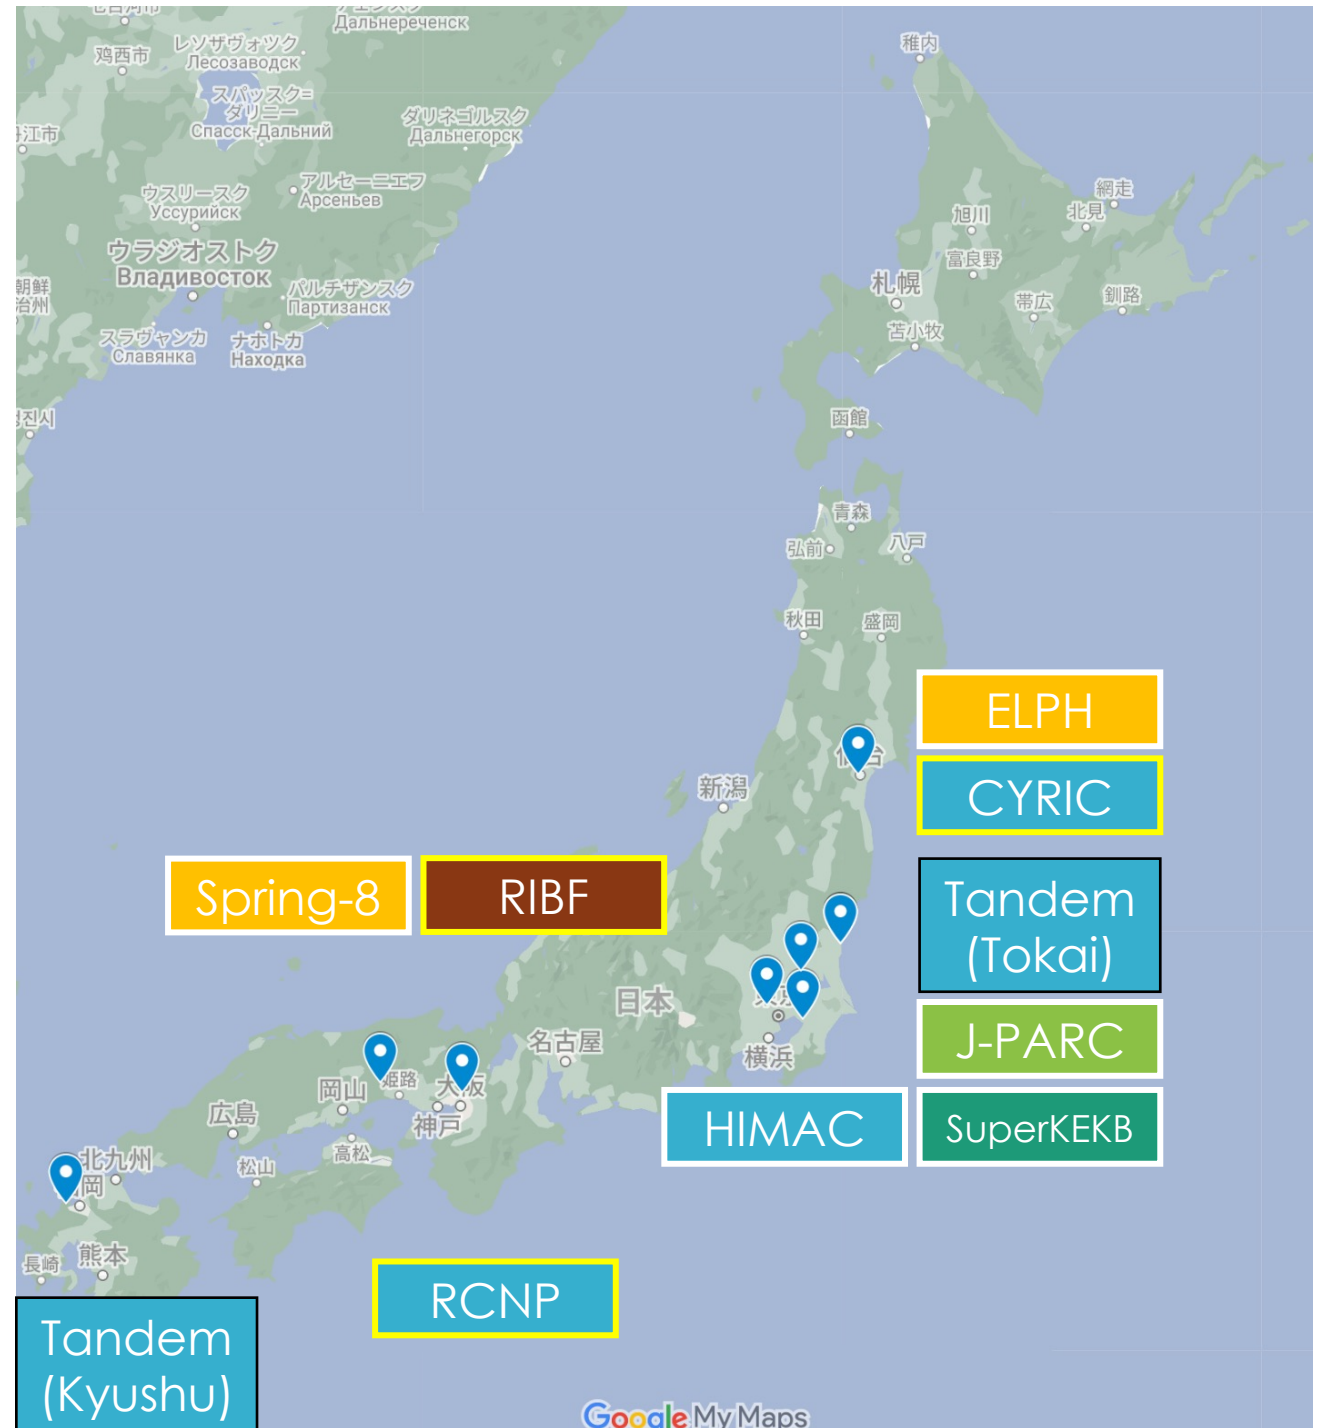 鸡西市
レソザヴォツク
Лесозаводск
Дальнереченск
稚内
スパッスク=
ダリニー
Спасск-Дальний
ダリネゴルスク
Дальнегорск
江市
ウスリースク
Уссурийск
アルセーニエフ
Арсеньев
網走
北見
旭川
富良野
ウラジオストク
Владивосток
パルチザンスク
Партизанск
朝鮮
治州
札幌
帯広
釧路
苫小牧
スラヴャンカ
Славянка
ナホトカ
Находка
函館
青森
弘前
八戸
秋田
盛岡
ELPH
CYRIC
新潟
Spring-8
RIBF
Tandem
(Tokai)
日本
J-PARC
名古屋
横浜
岡山
姫路
神戸
広島
HIMAC
SuperKEKB
北九州
松山
高松
長崎
熊本
RCNP
Tandem
(Kyushu)
Google My Maps